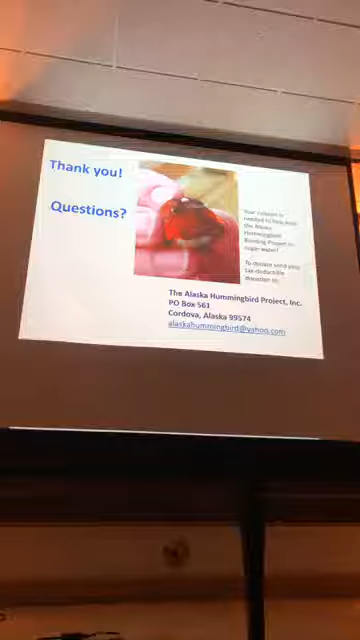 Thank you!
Questions?
Your support is
needed to help keep
the Alaska
Hummingbird
Banding Project in
sugar water!
To donate send your
tax-deductible
donation to:
The Alaska Hummingbird Project, Inc.
PO Box 561
Cordova, Alaska 99574
alaskahummingbird@yahoo.com